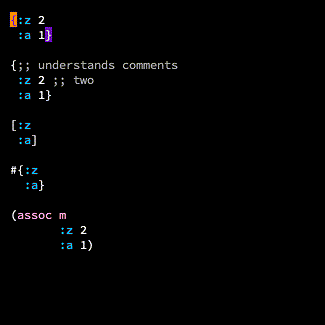 {:z 2
 :a 1}
{;; understands comments
 :z 2 ;; two
 :a 1}
[:z
 :a]
#{:z
  :a}
(assoc m
       :z 2
       :a 1)